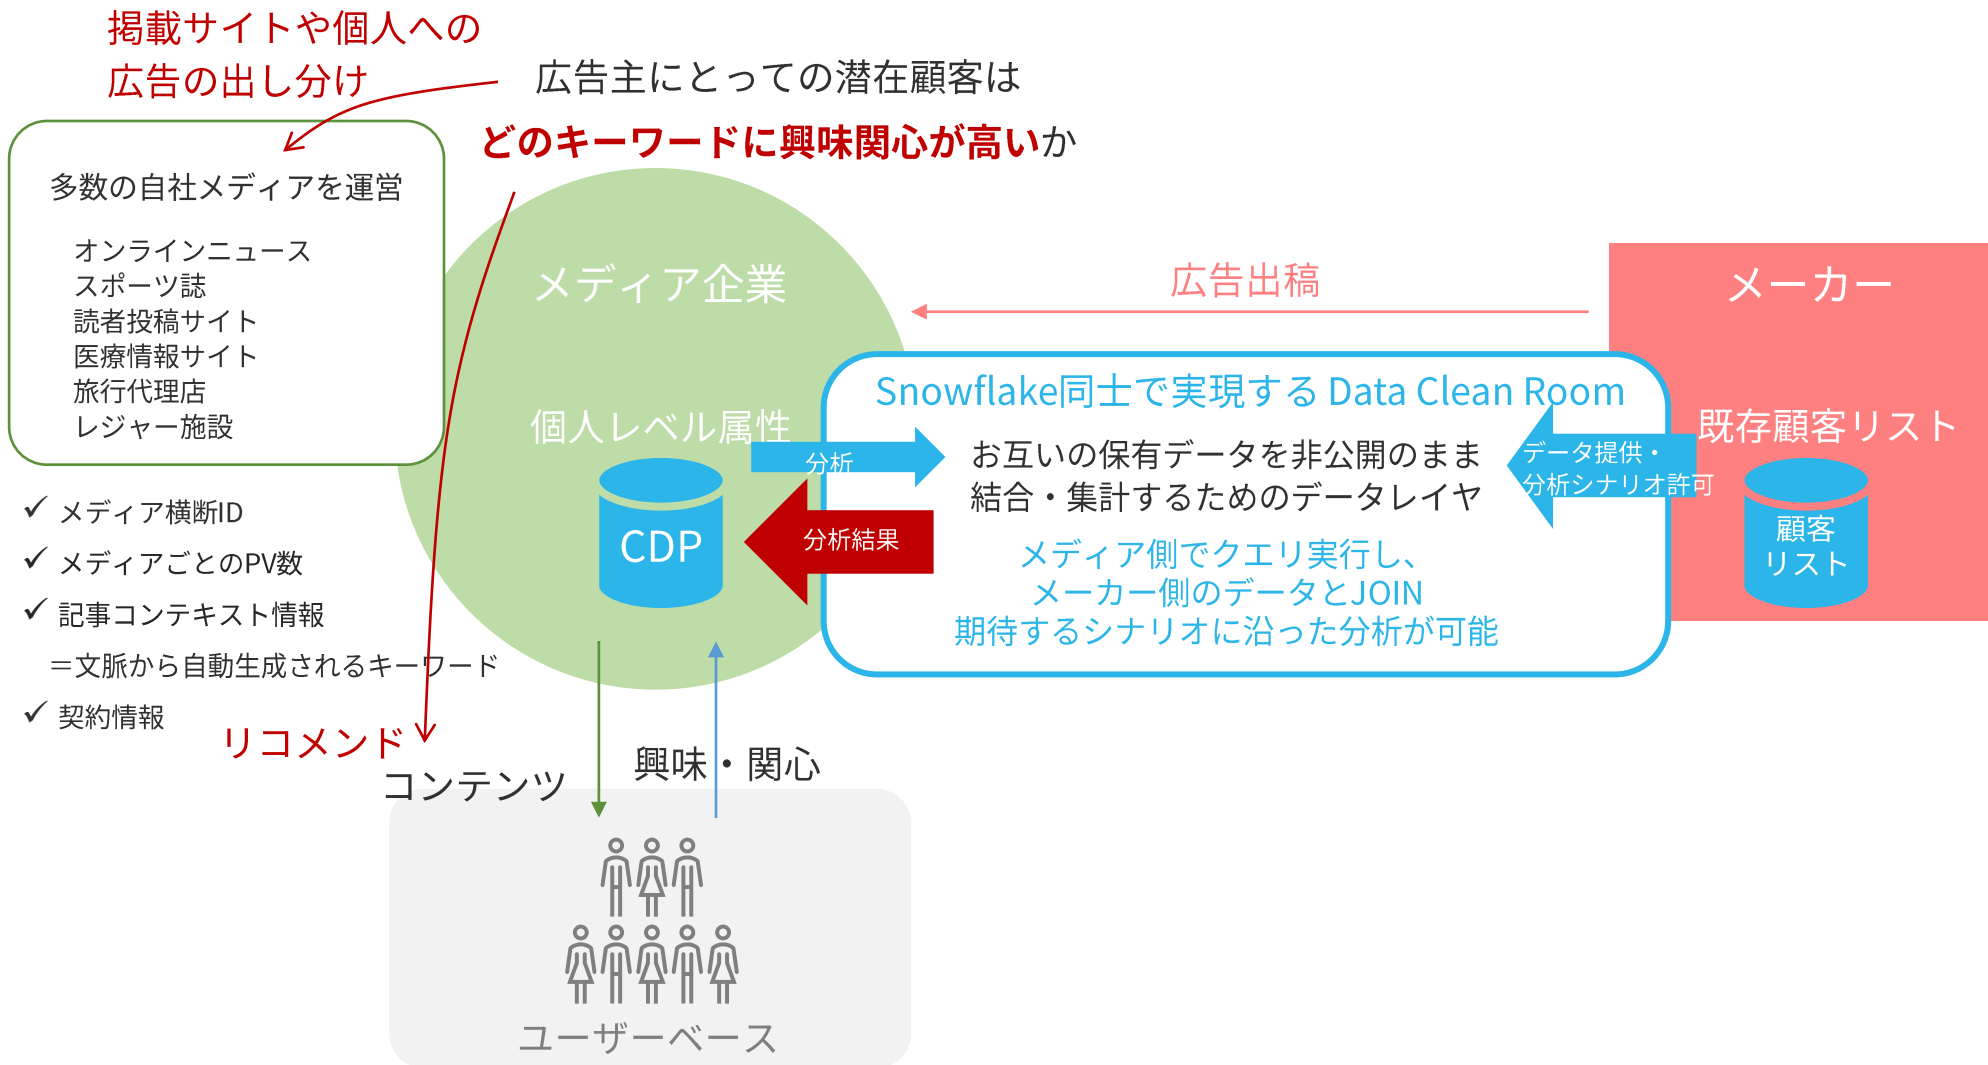 掲載サイトや個人への
広告の出し分け
広告主にとっての潜在顧客は
どのキーワードに興味関心が高いか
多数の自社メディアを運営
オンラインニュース
スポーツ誌
読者投稿サイト
医療情報サイト
旅行代理店
レジャー施設
✓ メディア横断ID
✓ メディアごとのPV数
✓ 記事コンテキスト情報
＝文脈から自動生成されるキーワード
✓ 契約情報
リコメンド
コンテンツ
興味・関心
メディア企業
個人レベル属性
CDP
分析
分析結果
広告出稿
Snowflake同士で実現する Data Clean Room
お互いの保有データを非公開のまま
結合・集計するためのデータレイヤ
メディア側でクエリ実行し、
メーカー側のデータとJOIN
期待するシナリオに沿った分析が可能
データ提供・
分析シナリオ許可
メーカー
既存顧客リスト
顧客
リスト
ユーザーベース